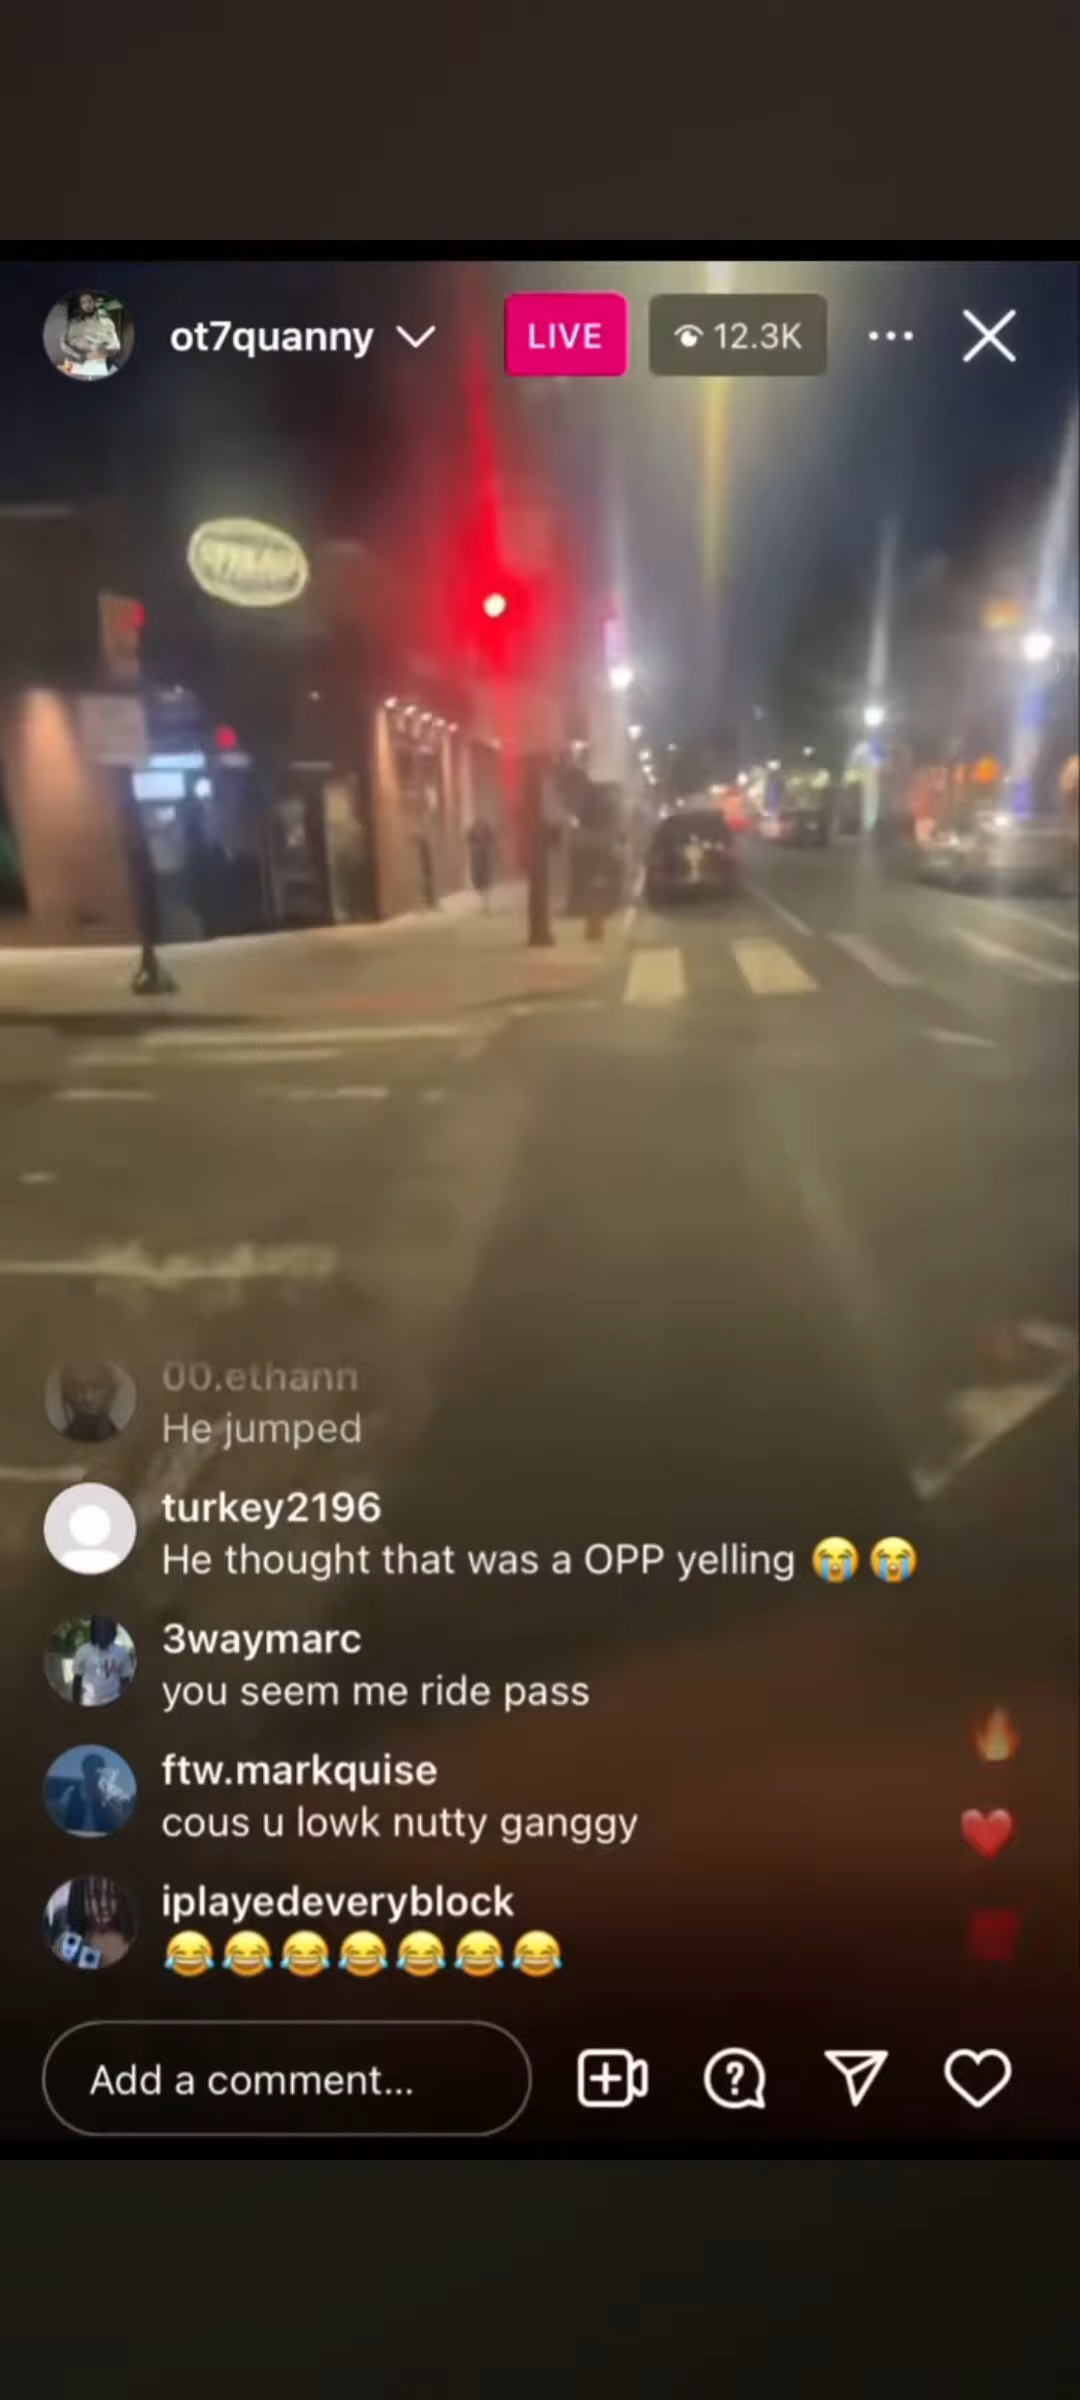 ot7quanny
LIVE
12.3K
00.ethann
He jumped
turkey2196
He thought that was a OPP yelling 😭😭
3waymarc
you seem me ride pass
ftw.markquise
cous u lowk nutty ganggy
iplayedeveryblock
😂😂😂😂😂😂😂
Add a comment...